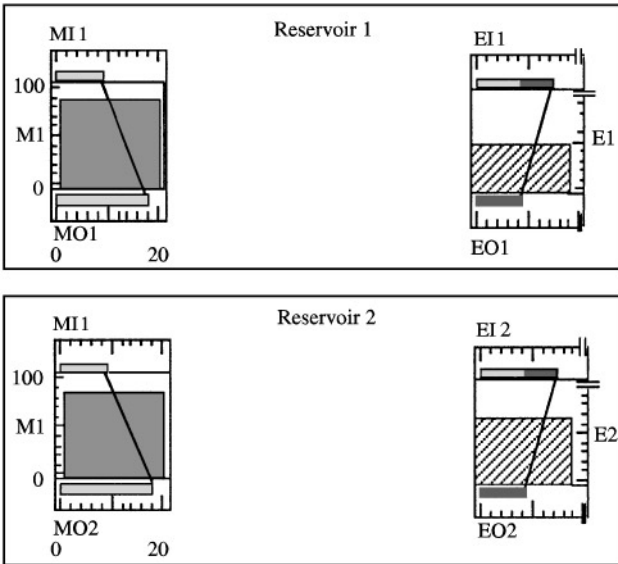 Reservoir 1
MI 1
EI 1
100
M1
0
E1
MO1
EO1
0 20
Reservoir 2
MI 1
EI 2
100
M1
0
E2
MO2
EO2
0 20